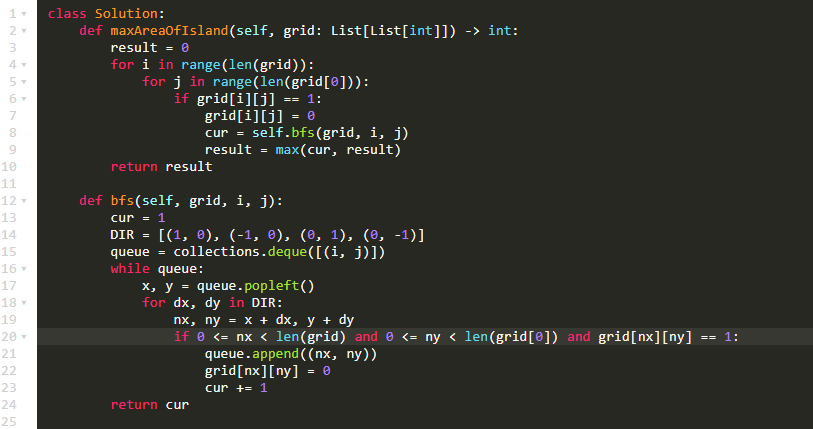 1 class Solution:
2     def maxAreaOfIsland(self, grid: List[List[int]]) -> int:
3         result = 0
4         for i in range(len(grid)):
5             for j in range(len(grid[0])):
6                 if grid[i][j] == 1:
7                     grid[i][j] = 0
8                     cur = self.bfs(grid, i, j)
9                     result = max(cur, result)
10         return result
11
12     def bfs(self, grid, i, j):
13         cur = 1
14         DIR = [(1, 0), (-1, 0), (0, 1), (0, -1)]
15         queue = collections.deque([(i, j)])
16         while queue:
17             x, y = queue.popleft()
18             for dx, dy in DIR:
19                 nx, ny = x + dx, y + dy
20                 if 0 <= nx < len(grid) and 0 <= ny < len(grid[0]) and grid[nx][ny] == 1:
21                     queue.append((nx, ny))
22                     grid[nx][ny] = 0
23                     cur += 1
24         return cur
25